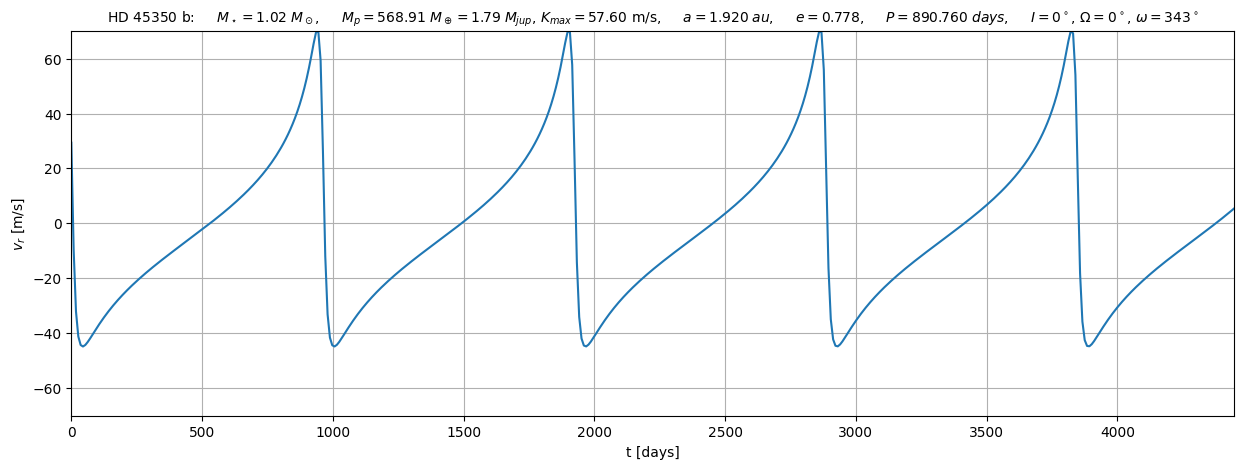 HD 45350 b: M⋆ = 1.02 M⊙, Mp = 568.91 M⊕ = 1.79 Mjup, Kmax = 57.60 m/s, a = 1.920 au, e = 0.778, P = 890.760 days, I = 0°, Ω = 0°, ω = 343°
60
40
20
0
−20
−40
−60
vr [m/s]
0 500 1000 1500 2000 2500 3000 3500 4000
t [days]